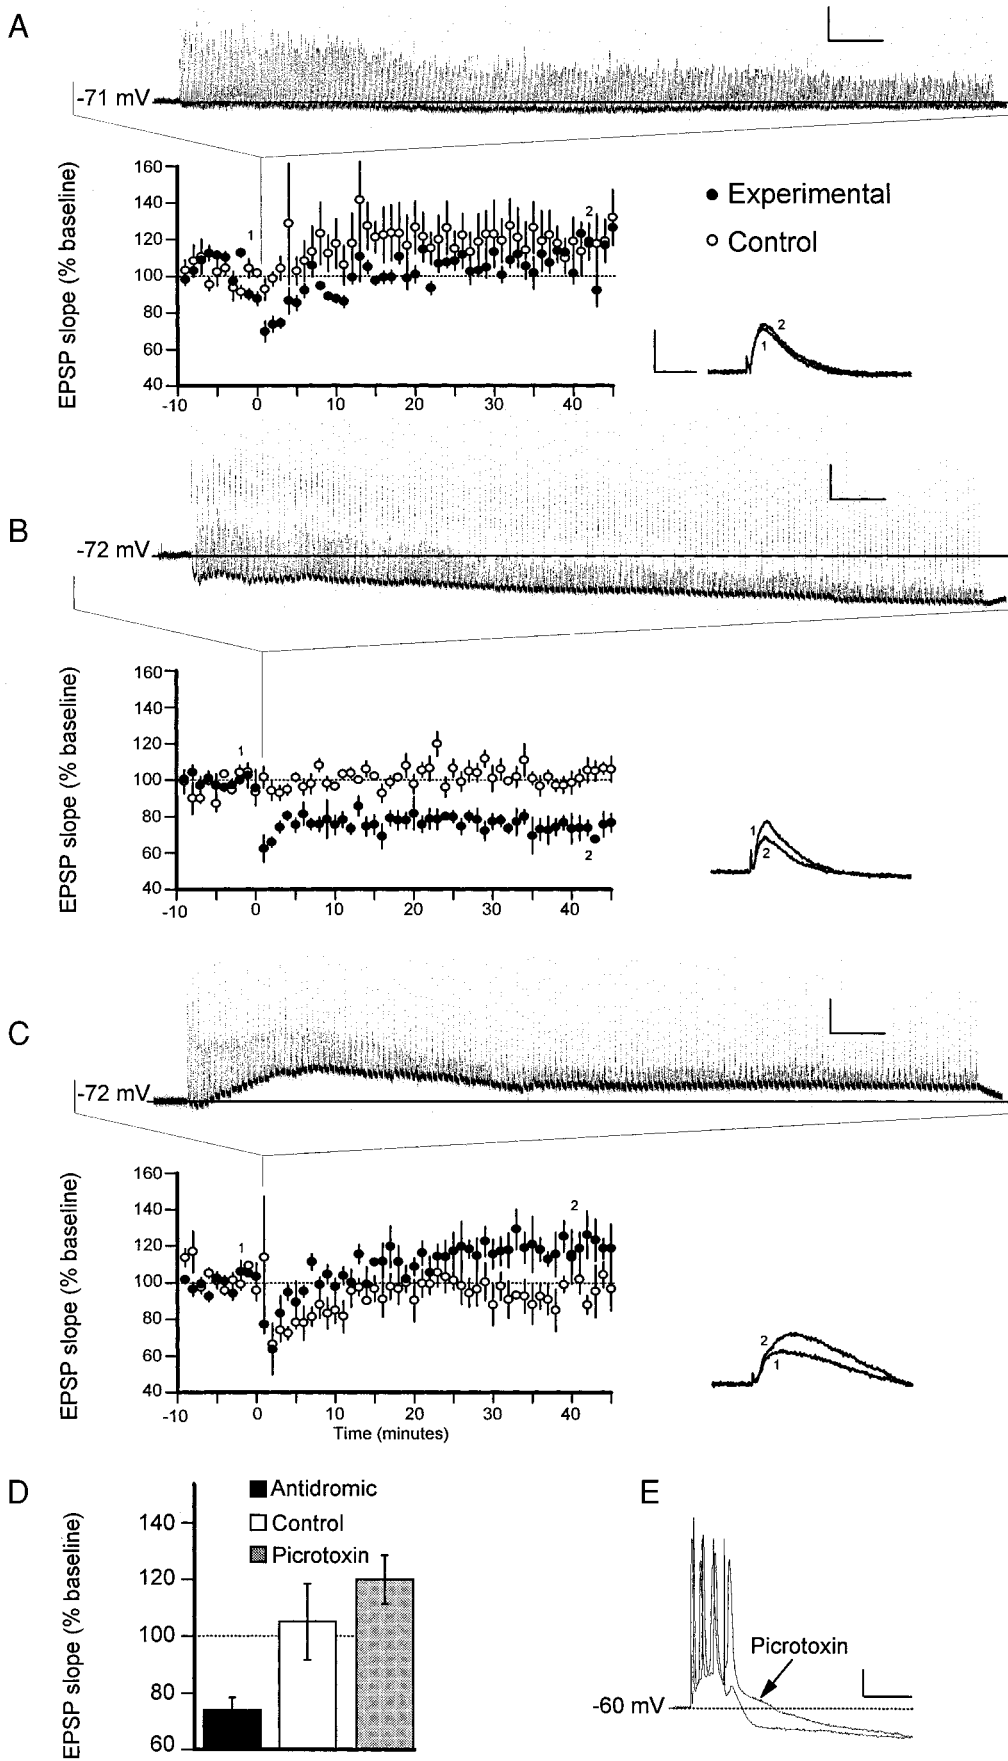 A
-71 mV
EPSP slope (% baseline)
160
140
120
100
80
60
40
1
2
-10 0 10 20 30 40
Experimental
Control
2
1
B
-72 mV
EPSP slope (% baseline)
160
140
120
100
80
60
40
1
2
-10 0 10 20 30 40
1
2
C
-72 mV
EPSP slope (% baseline)
160
140
120
100
80
60
40
1
2
-10 0 10 20 30 40
Time (minutes)
2
1
D
EPSP slope (% baseline)
140
120
100
80
60
Antidromic
Control
Picrotoxin
E
Picrotoxin
-60 mV